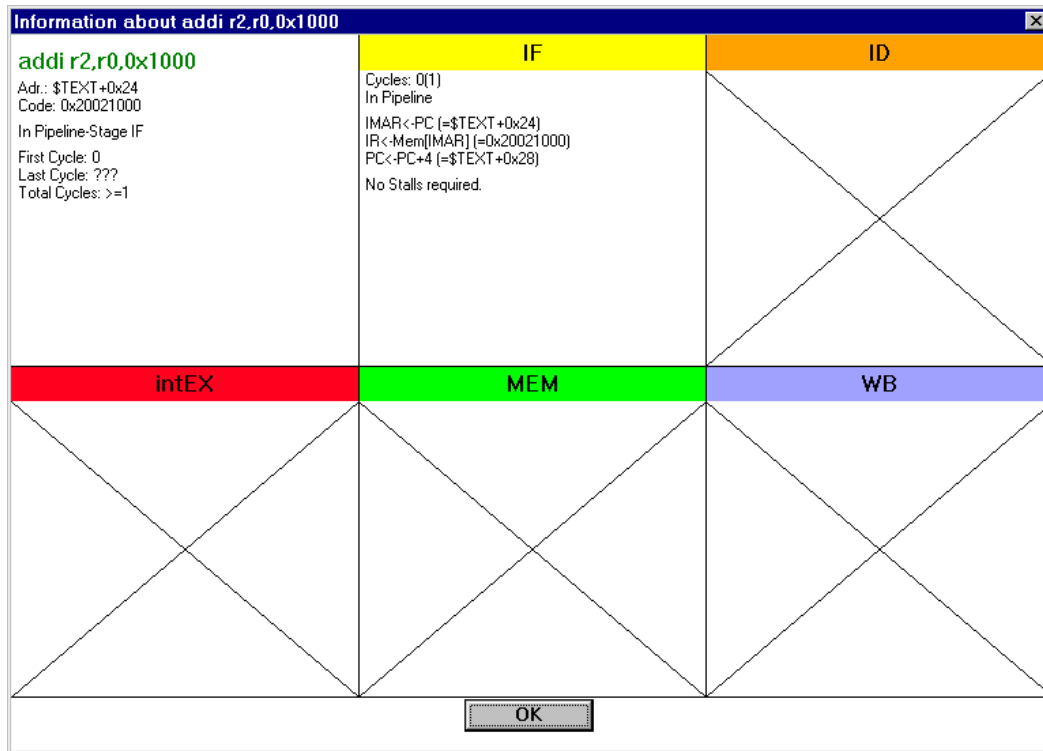 Information about addi r2,r0,0x1000
addi r2,r0,0x1000
Adr.: $TEXT+0x24
Code: 0x20021000
In Pipeline-Stage IF
First Cycle: 0
Last Cycle: ???
Total Cycles: >=1
IF
Cycles: 0(1)
In Pipeline
IMAR<-PC (=$TEXT+0x24)
IR<-Mem[IMAR] (=0x20021000)
PC<-PC+4 (=$TEXT+0x28)
No Stalls required.
ID
intEX
MEM
WB
OK